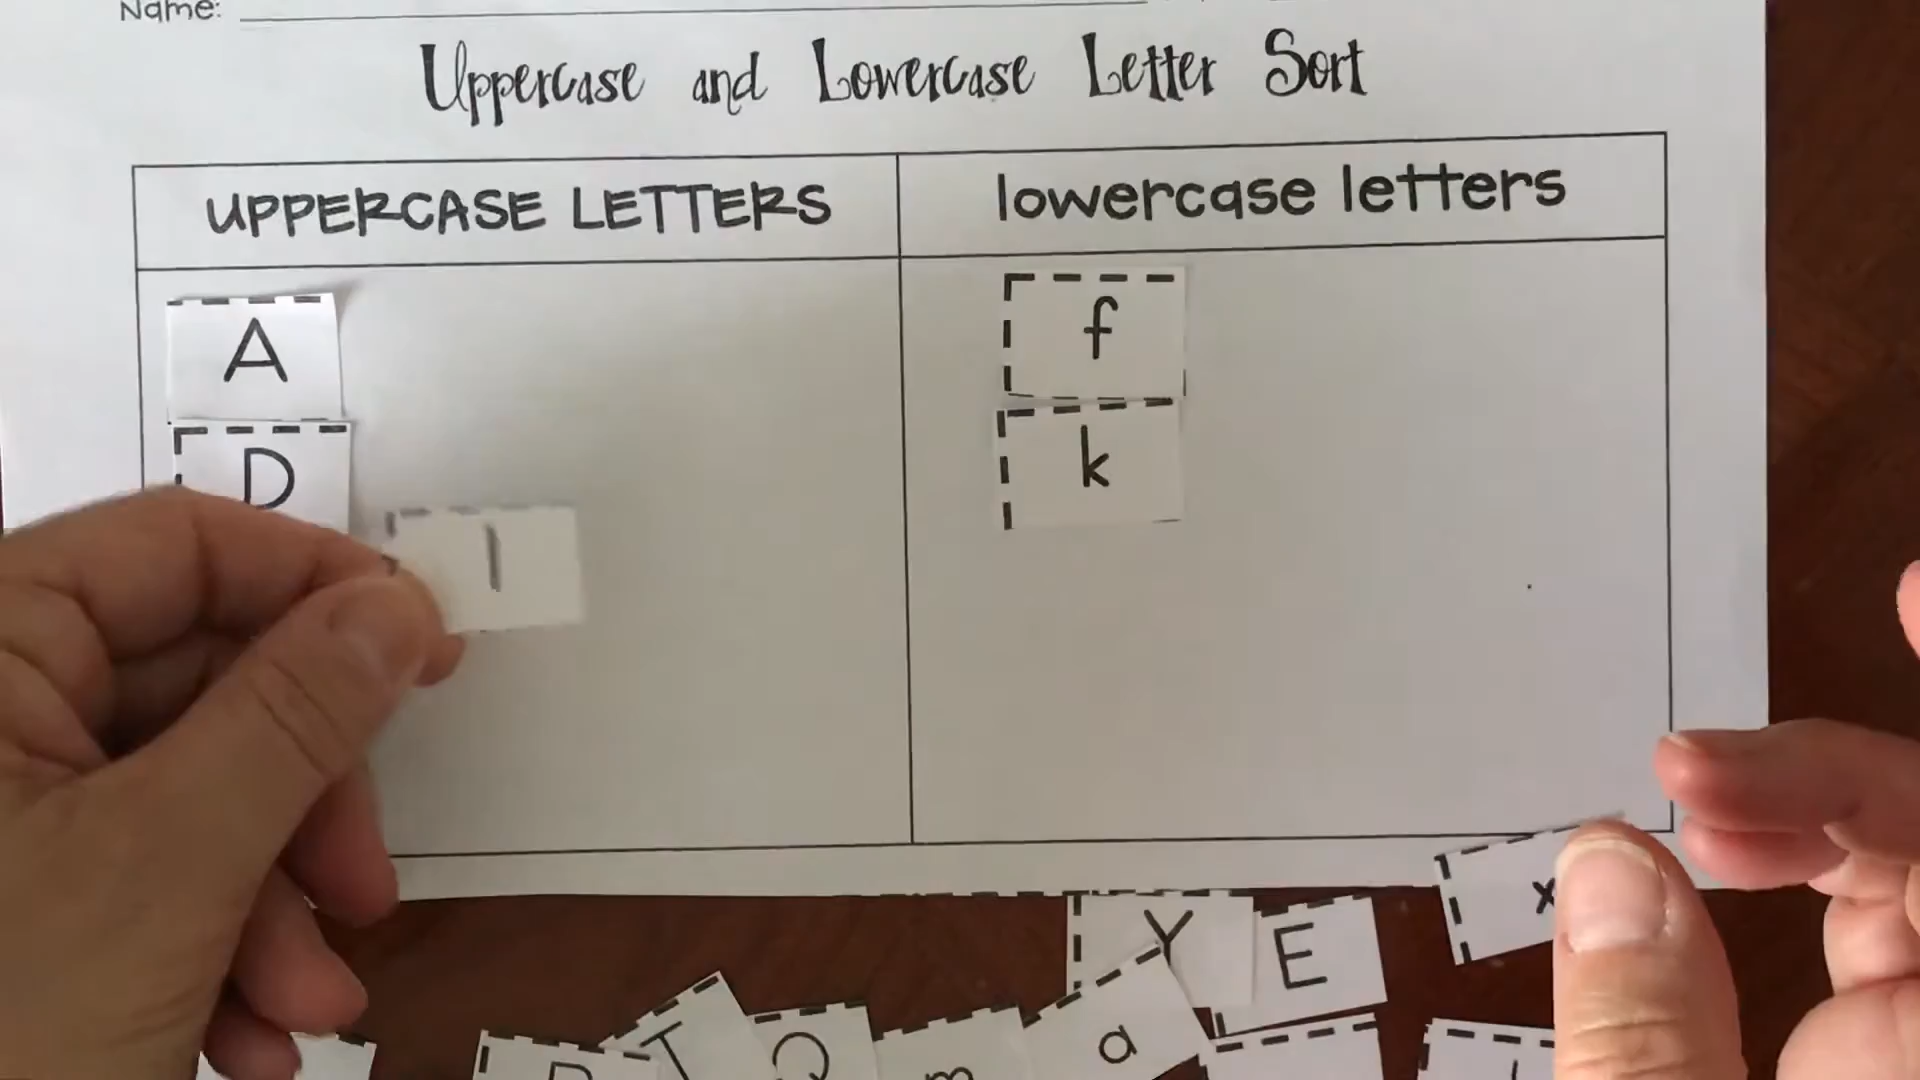 Name:
Uppercase and Lowercase Letter Sort
UPPERCASE LETTERS
lowercase letters
A
f
D
k
l
x
Y
E
T
Q
a
m